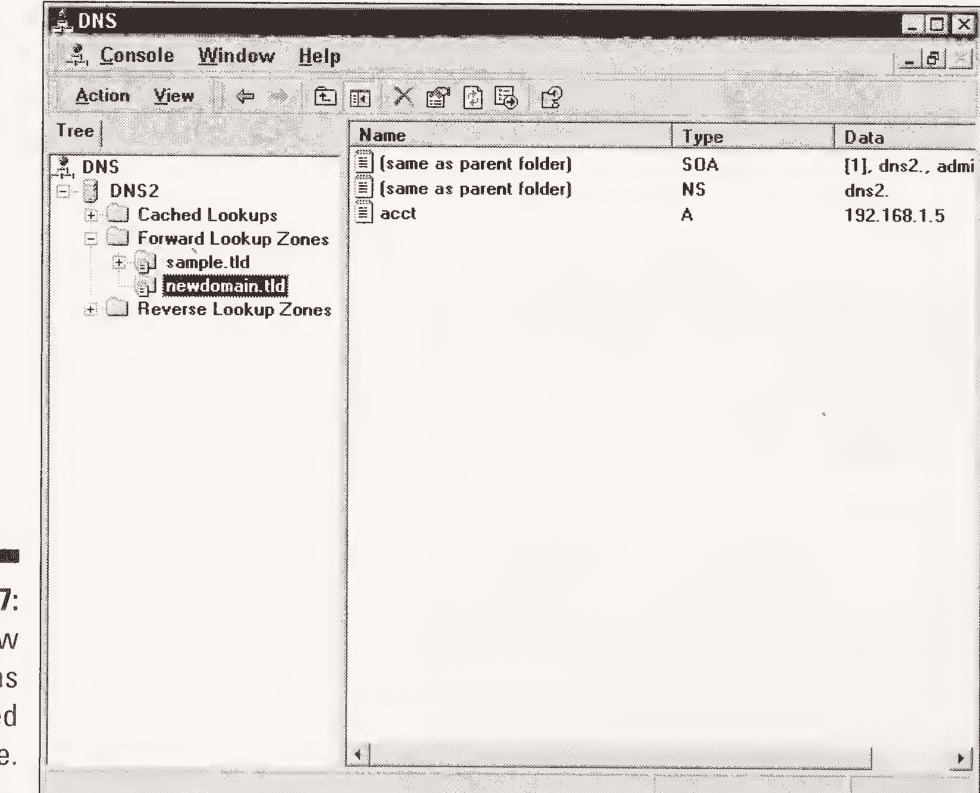 DNS
Console Window Help
Action View
Tree
DNS
DNS2
Cached Lookups
Forward Lookup Zones
sample.tld
newdomain.tld
Reverse Lookup Zones
Name Type Data
(same as parent folder) SOA [1], dns2., admi
(same as parent folder) NS dns2.
acct A 192.168.1.5
7: